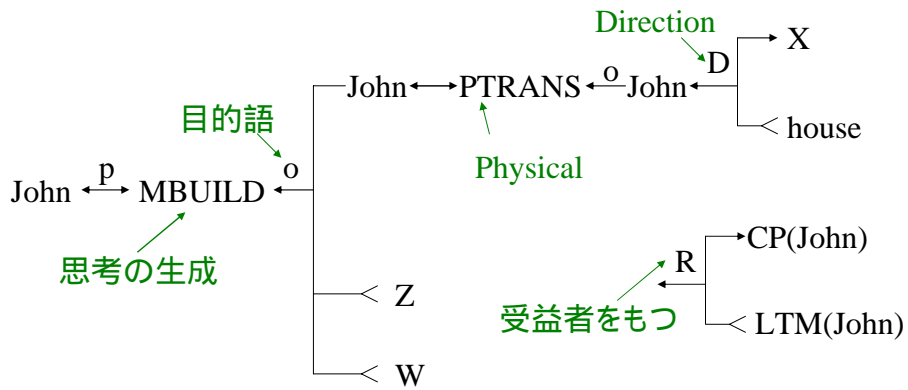 Direction
X
D
John
PTRANS
o
John
目的語
house
Physical
p
o
John
MBUILD
CP(John)
思考の生成
R
Z
受益者をもつ
LTM(John)
W